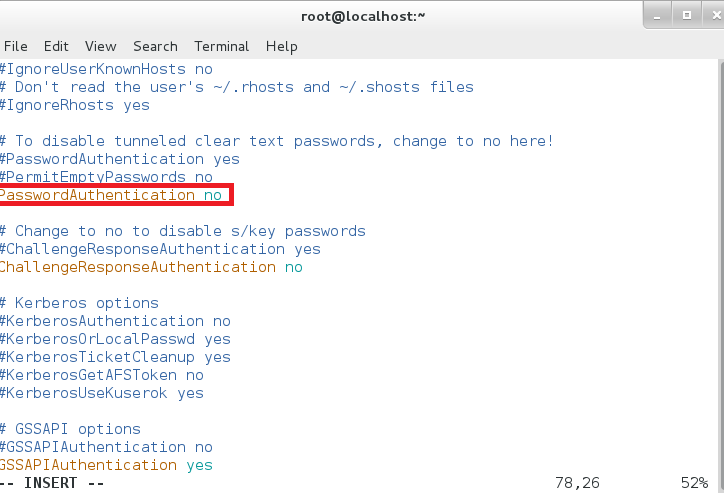 root@localhost:~
File Edit View Search Terminal Help
#IgnoreUserKnownHosts no
# Don't read the user's ~/.rhosts and ~/.shosts files
#IgnoreRhosts yes
# To disable tunneled clear text passwords, change to no here!
#PasswordAuthentication yes
#PermitEmptyPasswords no
PasswordAuthentication no
# Change to no to disable s/key passwords
#ChallengeResponseAuthentication yes
ChallengeResponseAuthentication no
# Kerberos options
#KerberosAuthentication no
#KerberosOrLocalPasswd yes
#KerberosTicketCleanup yes
#KerberosGetAFSToken no
#KerberosUseKuserok yes
# GSSAPI options
#GSSAPIAuthentication no
GSSAPIAuthentication yes
-- INSERT -- 78,26 52%